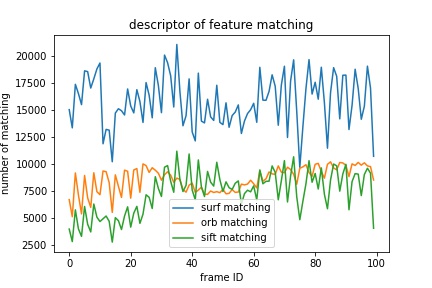 descriptor of feature matching
number of matching
20000
17500
15000
12500
10000
7500
5000
2500
surf matching
orb matching
sift matching
0
20
40
60
80
100
frame ID